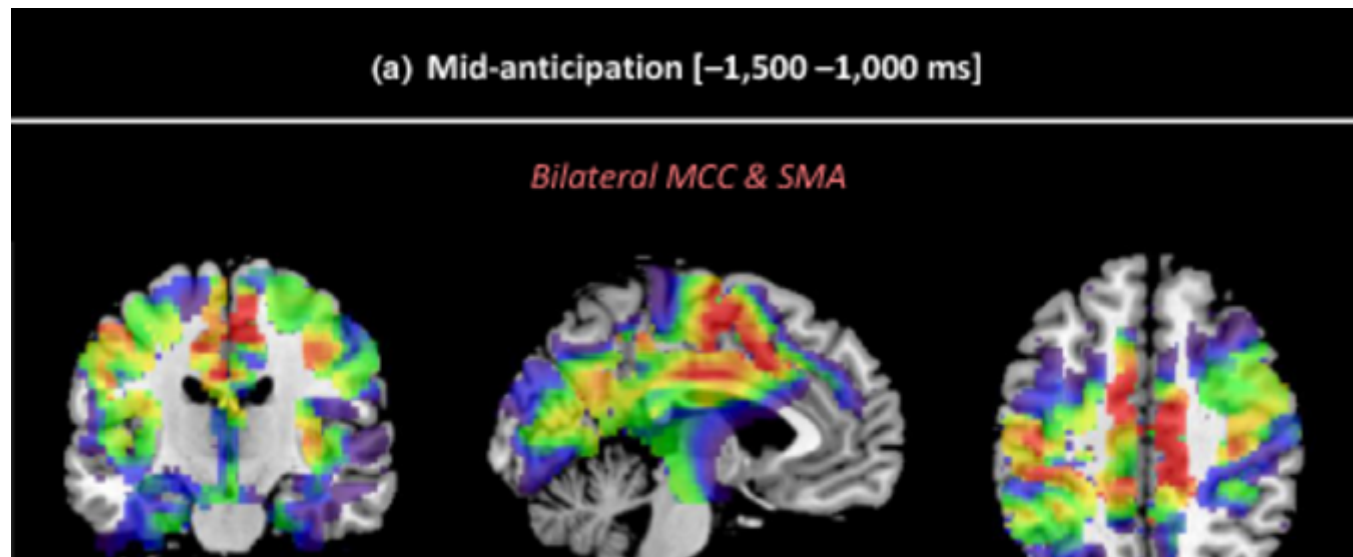 (a) Mid-anticipation [–1,500 –1,000 ms]
Bilateral MCC & SMA